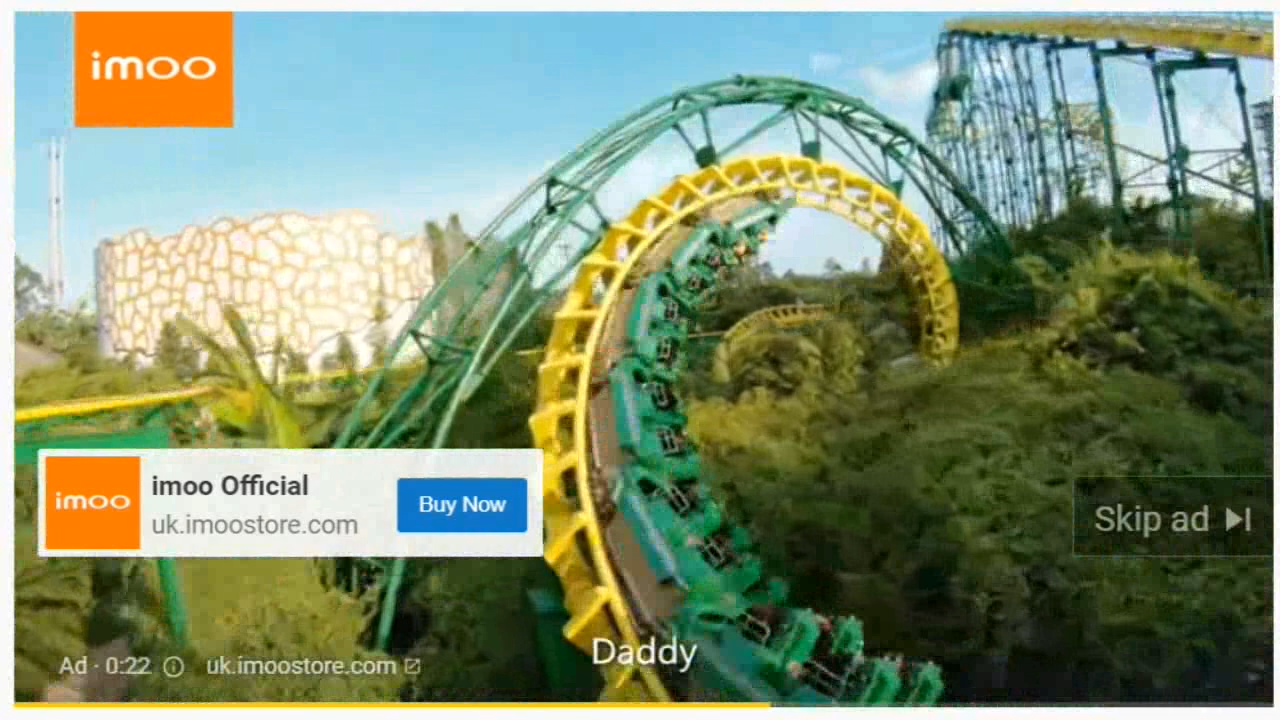 imoo
imoo
imoo Official
uk.imoostore.com
Buy Now
Skip ad
Daddy
Ad · 0:22
uk.imoostore.com